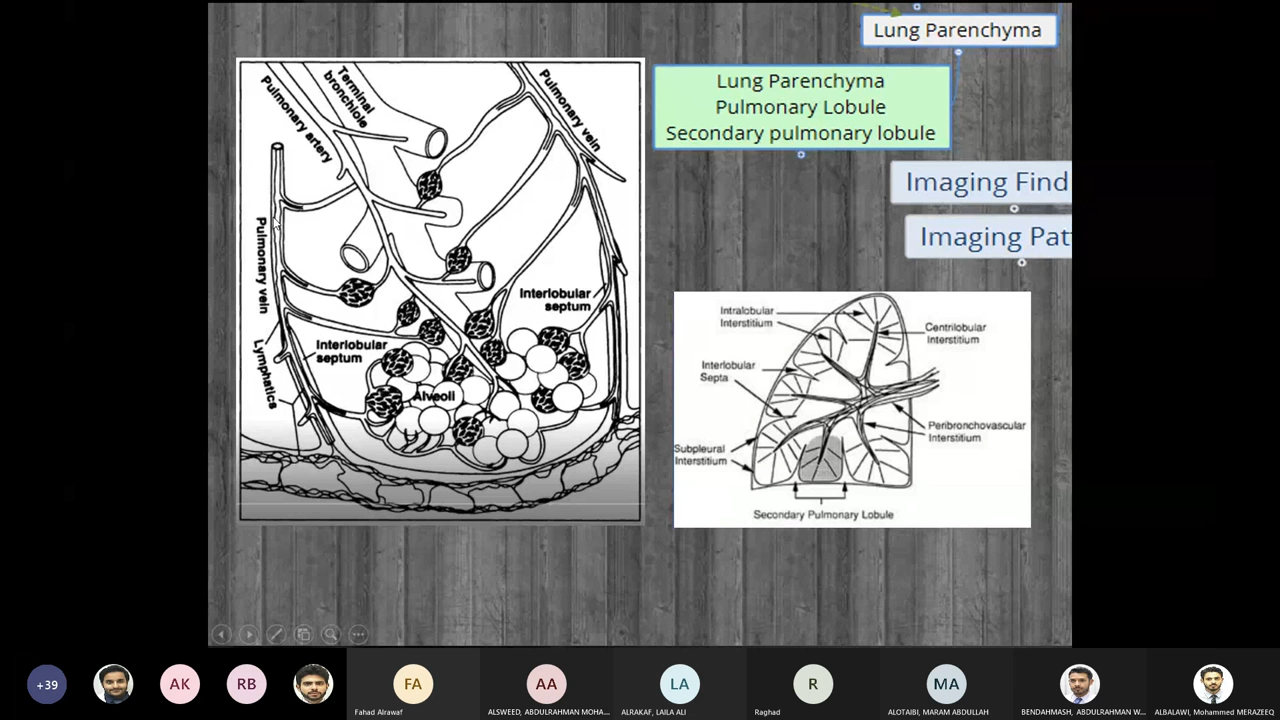 Lung Parenchyma
Lung Parenchyma
Pulmonary Lobule
Secondary pulmonary lobule
Imaging Find
Imaging Pat
Pulmonary artery
Terminal
bronchiole
Pulmonary vein
Pulmonary vein
Lymphatics
Interlobular
septum
Interlobular
septum
Alveoli
Intralobular
Interstitium
Centrilobular
Interstitium
Interlobular
Septa
Peribronchovascular
Interstitium
Subpleural
Interstitium
Secondary Pulmonary Lobule
+39
AK
RB
FA
Fahad Alrawaf
AA
ALSWEED, ABDULRAHMAN MOHA...
LA
ALRAKAF, LAILA ALI
R
Raghad
MA
ALOTAIBI, MARAM ABDULLAH
BENDAHMASH, ABDULRAHMAN W...
ALBALAWI, Mohammed MERAZEEQ